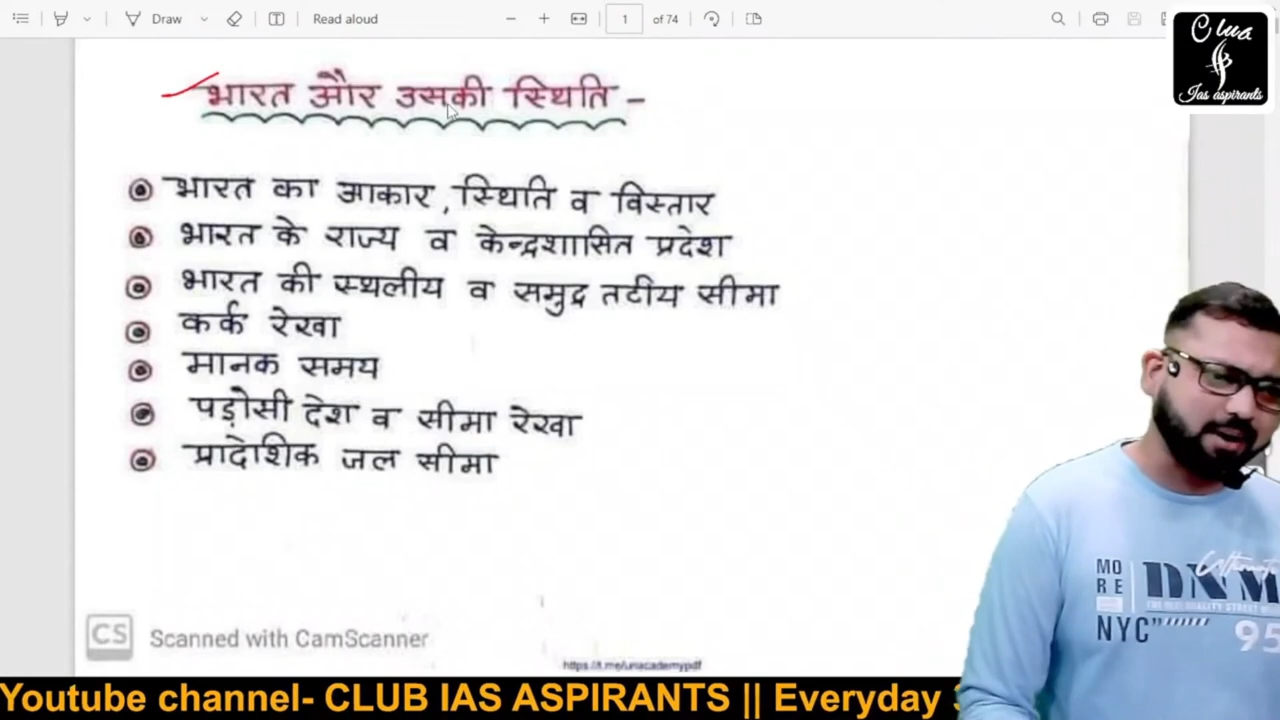 Draw
Read aloud
1 of 74
Clua
Ias aspirants
भारत और उसकी स्थिति -
भारत का आकार, स्थिति व विस्तार
भारत के राज्य व केन्द्रशासित प्रदेश
भारत की स्थलीय व समुद्र तटीय सीमा
कर्क रेखा
मानक समय
पड़ोसी देश व सीमा रेखा
प्रादेशिक जल सीमा
MO
RE
DNM
NYC
95
CS Scanned with CamScanner
https://t.me/unacademypdf
Youtube channel- CLUB IAS ASPIRANTS || Everyday